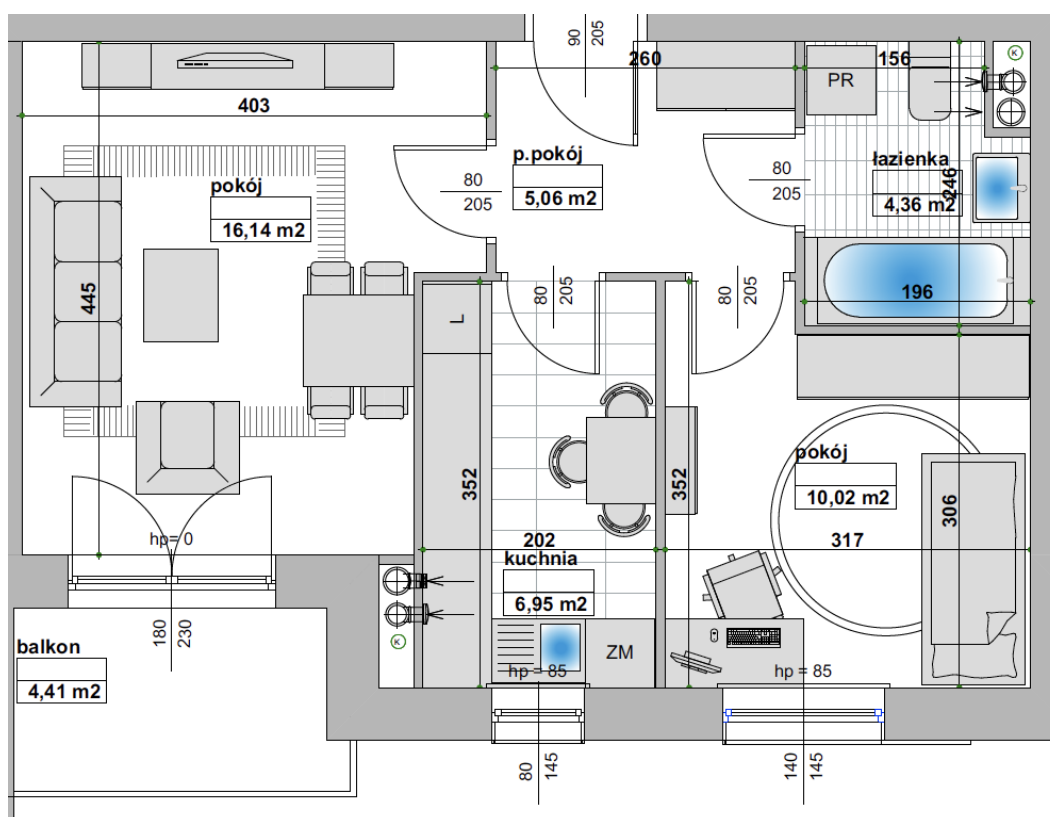 90
205
260
156
PR
K
403
p.pokój
5,06 m2
80
205
80
205
łazienka
4,36 m2
246
pokój
16,14 m2
445
L
80
205
80
205
196
352
352
pokój
10,02 m2
306
hp= 0
202
317
kuchnia
6,95 m2
K
180
230
balkon
4,41 m2
ZM
hp = 85
hp = 85
80
145
140
145